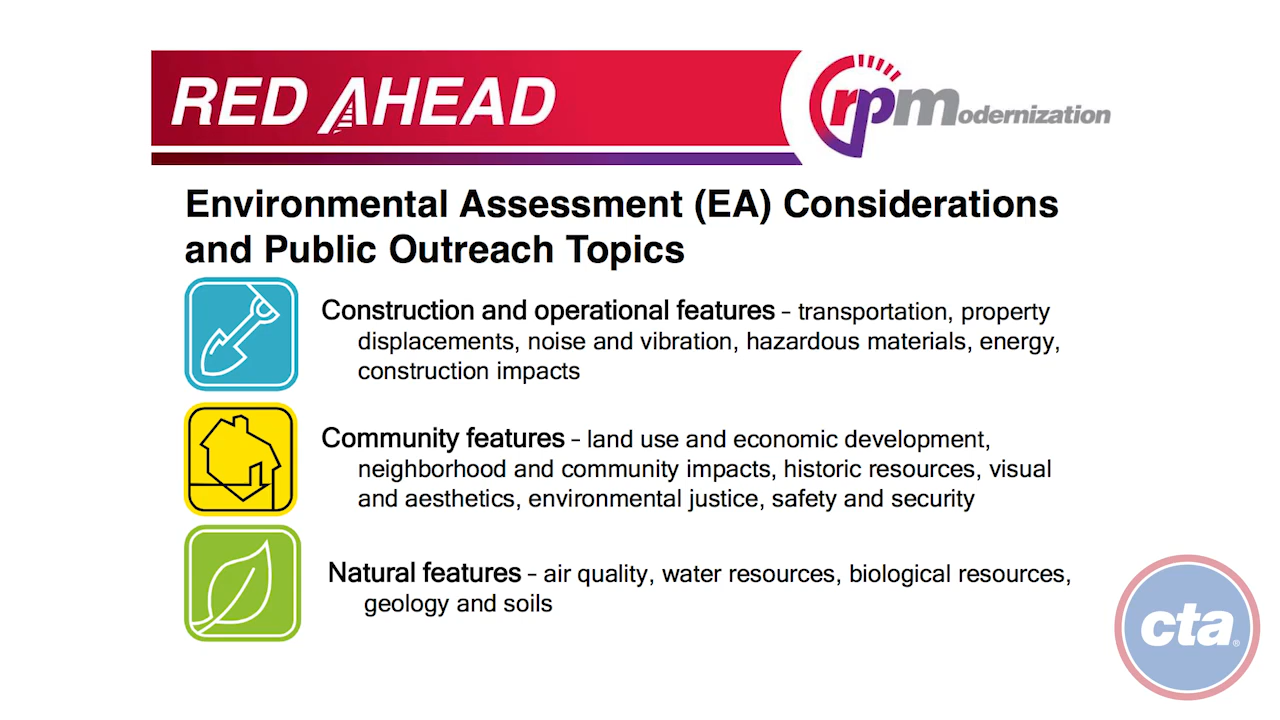 RED AHEAD
rpmodernization
Environmental Assessment (EA) Considerations
and Public Outreach Topics
Construction and operational features – transportation, property
displacements, noise and vibration, hazardous materials, energy,
construction impacts
Community features – land use and economic development,
neighborhood and community impacts, historic resources, visual
and aesthetics, environmental justice, safety and security
Natural features – air quality, water resources, biological resources,
geology and soils
cta®